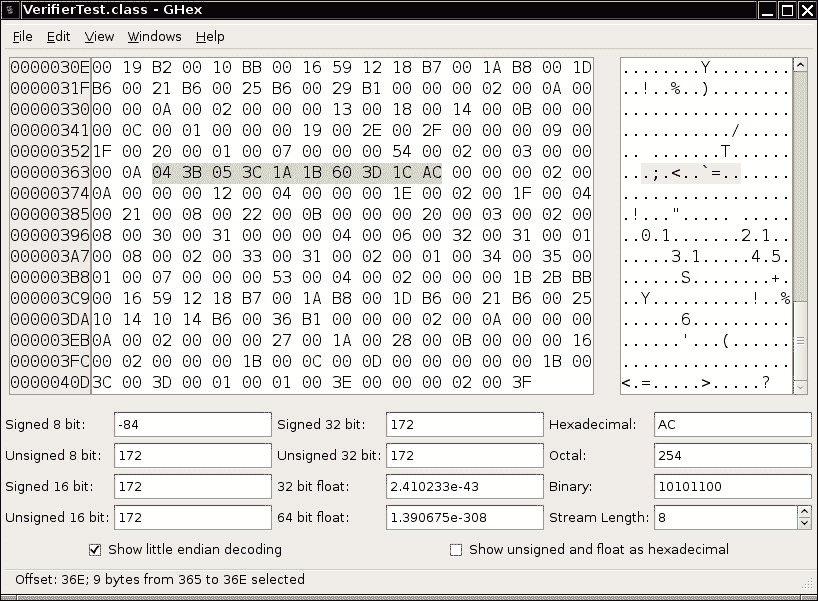 VerifierTest.class - GHex
File Edit View Windows Help
0000030E 00 19 B2 00 10 BB 00 16 59 12 18 B7 00 1A B8 00 1D ........Y........
0000031F B6 00 21 B6 00 25 B6 00 29 B1 00 00 00 02 00 0A 00 ..!..%..)........
00000330 00 00 0A 00 02 00 00 00 13 00 18 00 14 00 0B 00 00 .................
00000341 00 0C 00 01 00 00 00 19 00 2E 00 2F 00 00 00 09 00 .........../.....
00000352 1F 00 20 00 01 00 07 00 00 00 54 00 02 00 03 00 00 .. .......T......
00000363 00 0A 04 3B 05 3C 1A 1B 60 3D 1C AC 00 00 00 02 00 ...;.<..`=.......
00000374 0A 00 00 00 12 00 04 00 00 00 1E 00 02 00 1F 00 04 .................
00000385 00 21 00 08 00 22 00 0B 00 00 00 20 00 03 00 02 00 .!..."..... .....
00000396 08 00 30 00 31 00 00 00 04 00 06 00 32 00 31 00 01 ..0.1.......2.1..
000003A7 00 08 00 02 00 33 00 31 00 02 00 01 00 34 00 35 00 .....3.1.....4.5.
000003B8 01 00 07 00 00 00 53 00 04 00 02 00 00 00 1B 2B BB ......S........+.
000003C9 00 16 59 12 18 B7 00 1A B8 00 1D B6 00 21 B6 00 25 ..Y..........!..%
000003DA 10 14 10 14 B6 00 36 B1 00 00 00 02 00 0A 00 00 00 ......6..........
000003EB 0A 00 02 00 00 00 27 00 1A 00 28 00 0B 00 00 00 16 ......'...(......
000003FC 00 02 00 00 00 1B 00 0C 00 0D 00 00 00 00 00 1B 00 .................
0000040D 3C 00 3D 00 01 00 01 00 3E 00 00 00 02 00 3F <.=.....>.....?
Signed 8 bit: -84 Signed 32 bit: 172 Hexadecimal: AC
Unsigned 8 bit: 172 Unsigned 32 bit: 172 Octal: 254
Signed 16 bit: 172 32 bit float: 2.410233e-43 Binary: 10101100
Unsigned 16 bit: 172 64 bit float: 1.390675e-308 Stream Length: 8
Show little endian decoding Show unsigned and float as hexadecimal
Offset: 36E; 9 bytes from 365 to 36E selected